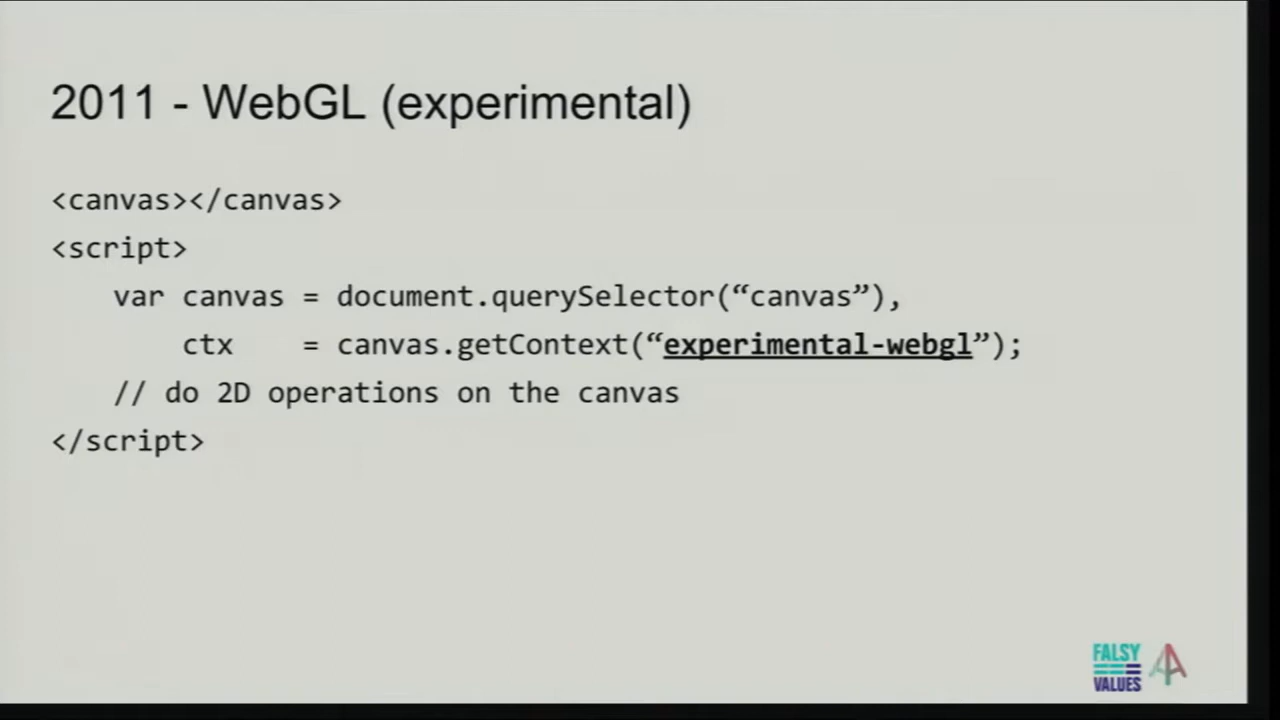 2011 - WebGL (experimental)
<canvas></canvas>
<script>
var canvas = document.querySelector(“canvas”),
ctx = canvas.getContext(“experimental-webgl”);
// do 2D operations on the canvas
</script>
FALSY
VALUES